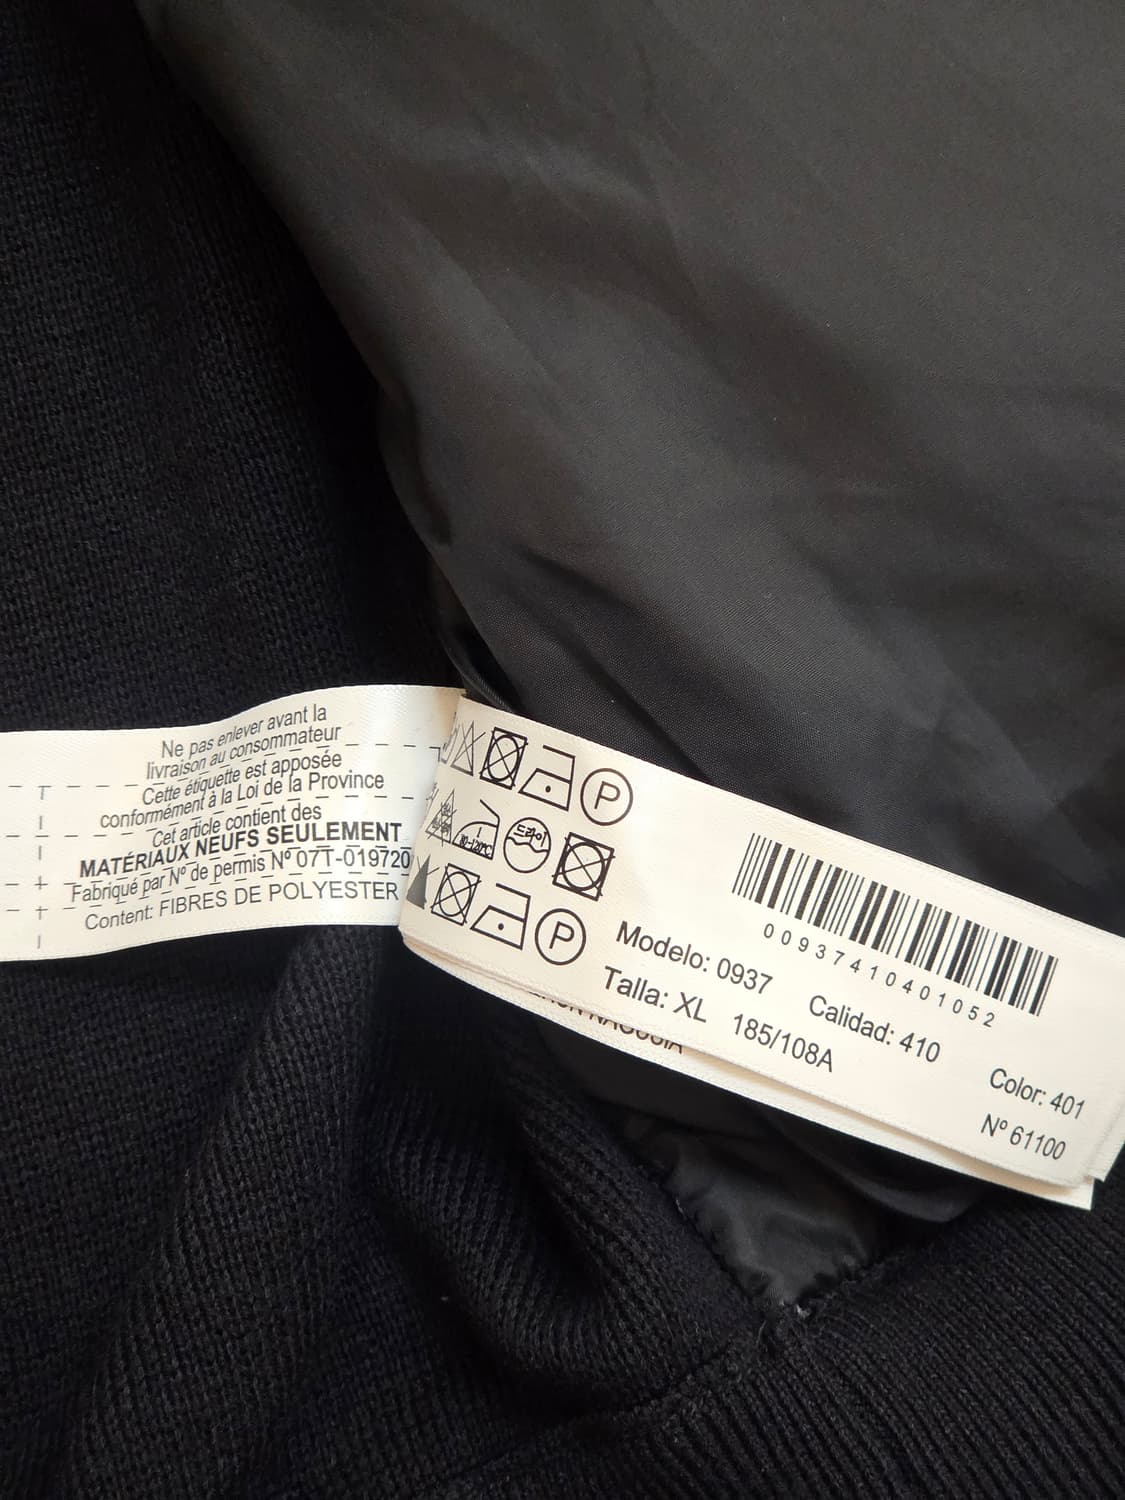 Ne pas enlever avant la
livraison au consommateur
Cette étiquette est apposée
conformément à la Loi de la Province
Cet article contient des
MATÉRIAUX NEUFS SEULEMENT
Fabriqué par Nº de permis Nº 07T-019720
Content: FIBRES DE POLYESTER
P
80-120℃
드라이
P
00937410401052
Modelo: 0937
Calidad: 410
Color: 401
Talla: XL 185/108A
Nº 61100